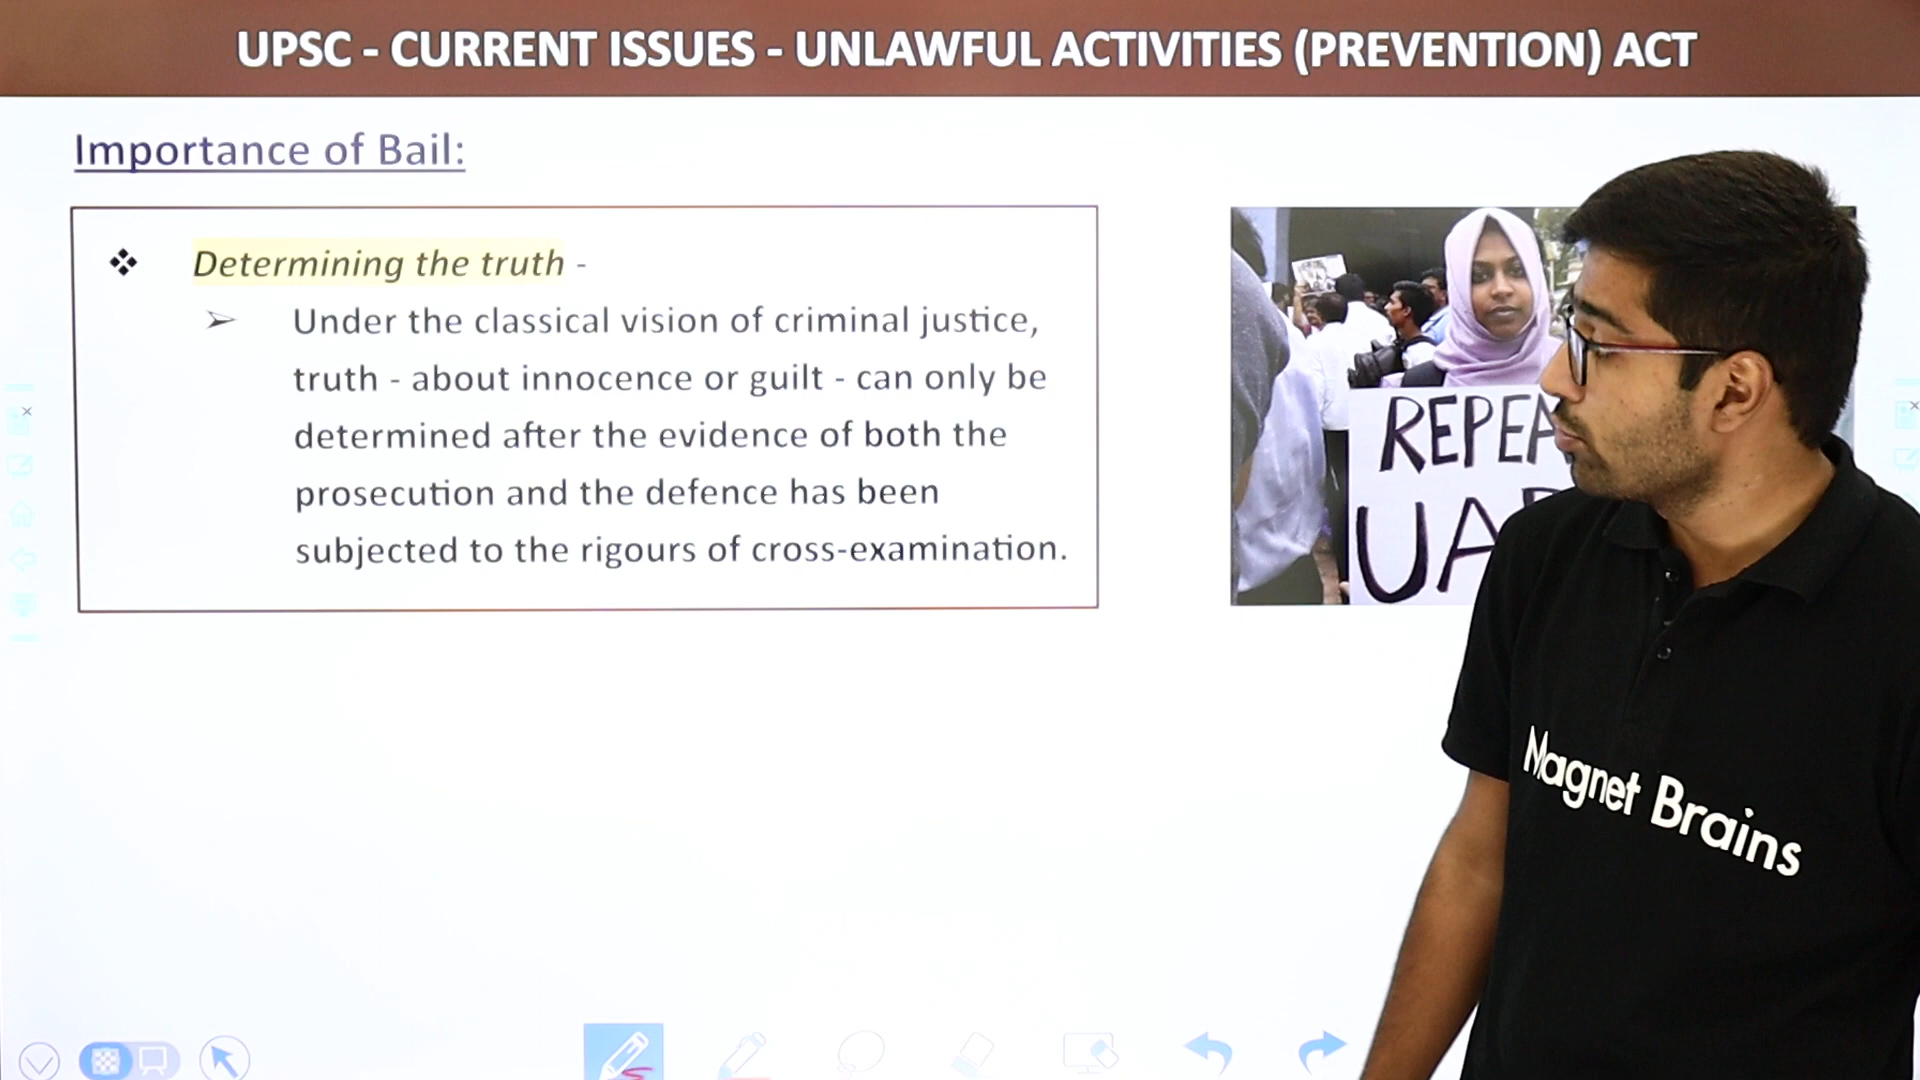 UPSC - CURRENT ISSUES - UNLAWFUL ACTIVITIES (PREVENTION) ACT
Importance of Bail:
❖ Determining the truth -
➢ Under the classical vision of criminal justice,
truth - about innocence or guilt - can only be
determined after the evidence of both the
prosecution and the defence has been
subjected to the rigours of cross-examination.
REPEA
UAP
Magnet Brains